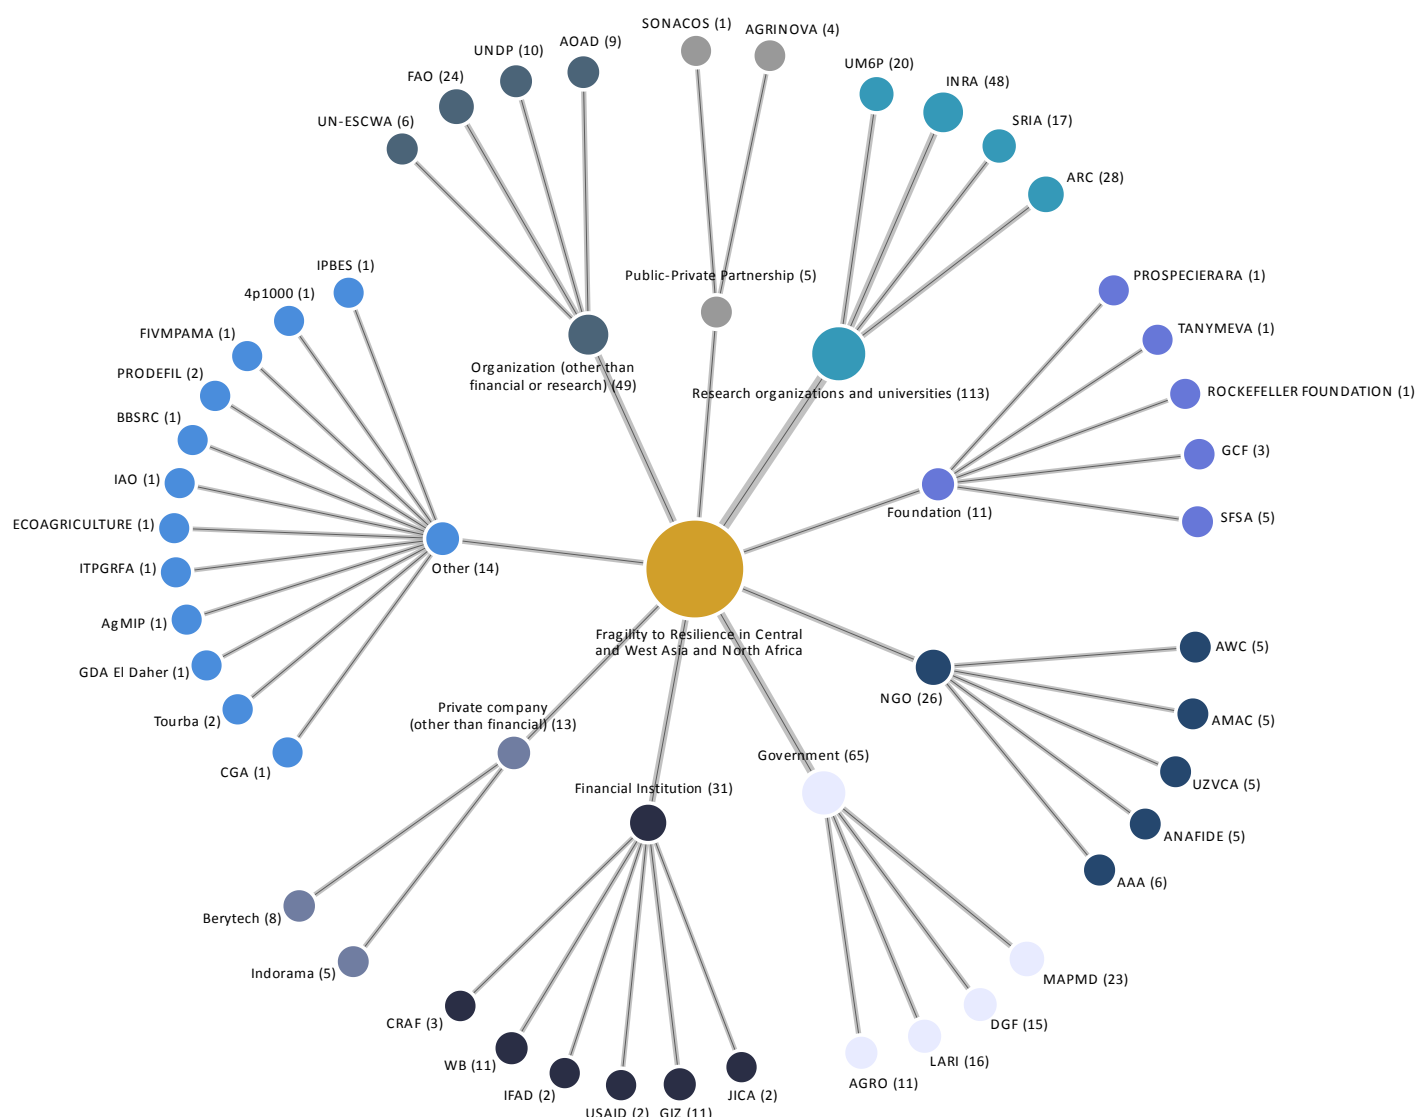 SONACOS (1)
AGRINOVA (4)
AOAD (9)
UNDP (10)
FAO (24)
UN-ESCWA (6)
UM6P (20)
INRA (48)
SRIA (17)
ARC (28)
Public-Private Partnership (5)
Organization (other than
financial or research) (49)
Research organizations and universities (113)
PROSPECIERARA (1)
TANYMEVA (1)
ROCKEFELLER FOUNDATION (1)
GCF (3)
SFSA (5)
Foundation (11)
IPBES (1)
4p1000 (1)
FIVMPAMA (1)
PRODEFIL (2)
BBSRC (1)
IAO (1)
ECOAGRICULTURE (1)
ITPGRFA (1)
AgMIP (1)
GDA El Daher (1)
Tourba (2)
CGA (1)
Other (14)
Fragility to Resilience in Central
and West Asia and North Africa
NGO (26)
AWC (5)
AMAC (5)
UZVCA (5)
ANAFIDE (5)
AAA (6)
Private company
(other than financial) (13)
Berytech (8)
Indorama (5)
Financial Institution (31)
CRAF (3)
WB (11)
IFAD (2)
USAID (2)
GIZ (11)
JICA (2)
Government (65)
MAPMD (23)
DGF (15)
LARI (16)
AGRO (11)